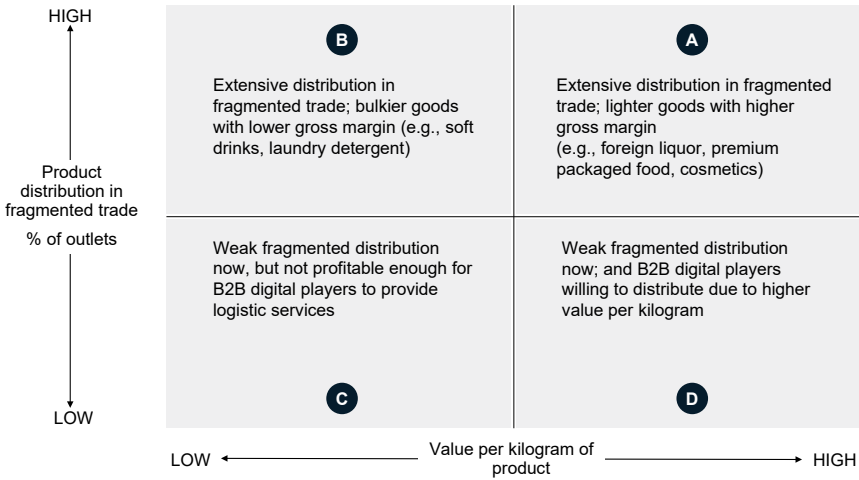 HIGH
B
A
Extensive distribution in
fragmented trade; bulkier goods
with lower gross margin (e.g., soft
drinks, laundry detergent)
Extensive distribution in fragmented
trade; lighter goods with higher
gross margin
(e.g., foreign liquor, premium
packaged food, cosmetics)
Product
distribution in
fragmented trade
% of outlets
Weak fragmented distribution
now, but not profitable enough for
B2B digital players to provide
logistic services
Weak fragmented distribution
now; and B2B digital players
willing to distribute due to higher
value per kilogram
C
D
LOW
LOW
Value per kilogram of
product
HIGH